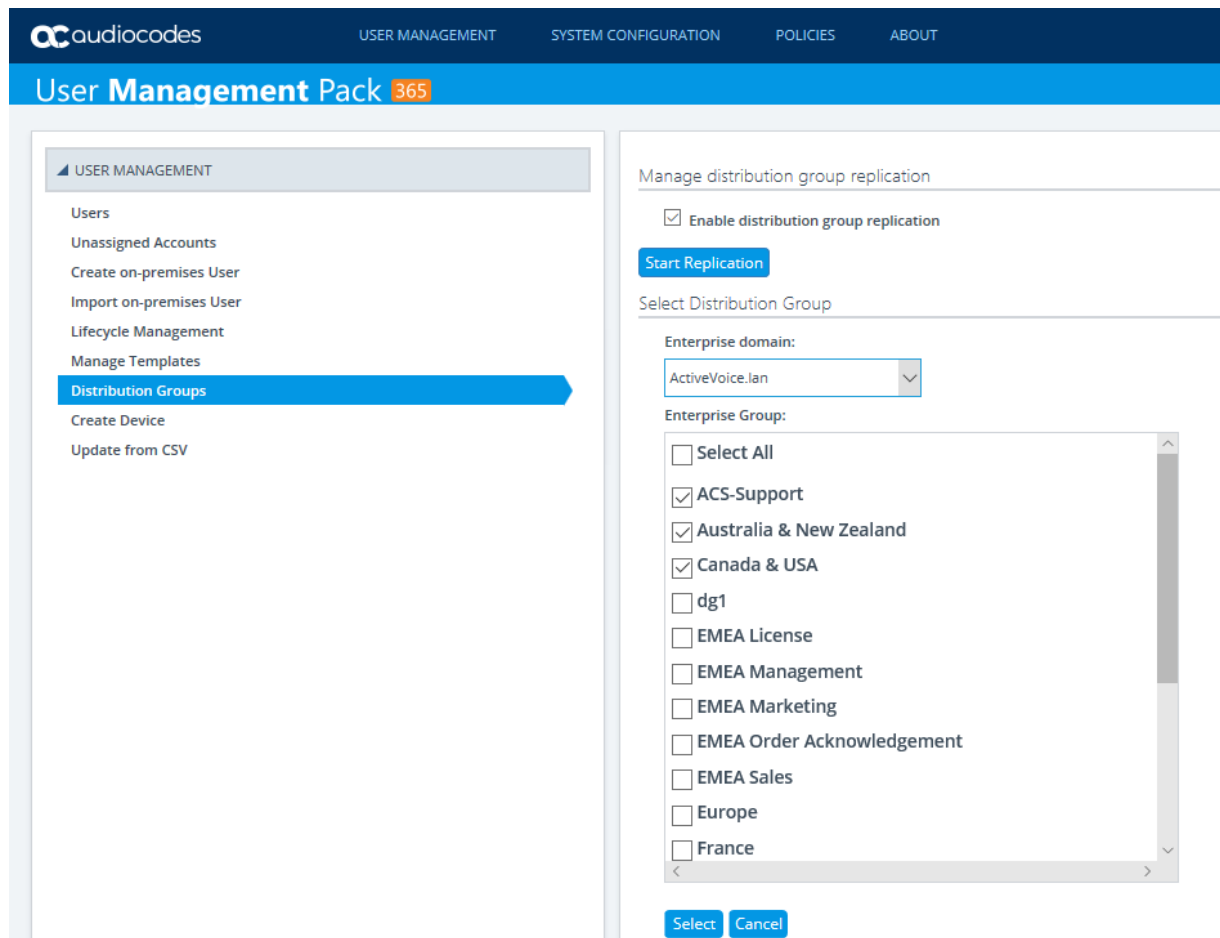 audiocodes
USER MANAGEMENT SYSTEM CONFIGURATION POLICIES ABOUT
User Management Pack 365
USER MANAGEMENT
Users
Unassigned Accounts
Create on-premises User
Import on-premises User
Lifecycle Management
Manage Templates
Distribution Groups
Create Device
Update from CSV
Manage distribution group replication
Enable distribution group replication
Start Replication
Select Distribution Group
Enterprise domain:
ActiveVoice.lan
Enterprise Group:
Select All
ACS-Support
Australia & New Zealand
Canada & USA
dg1
EMEA License
EMEA Management
EMEA Marketing
EMEA Order Acknowledgement
EMEA Sales
Europe
France
Select Cancel